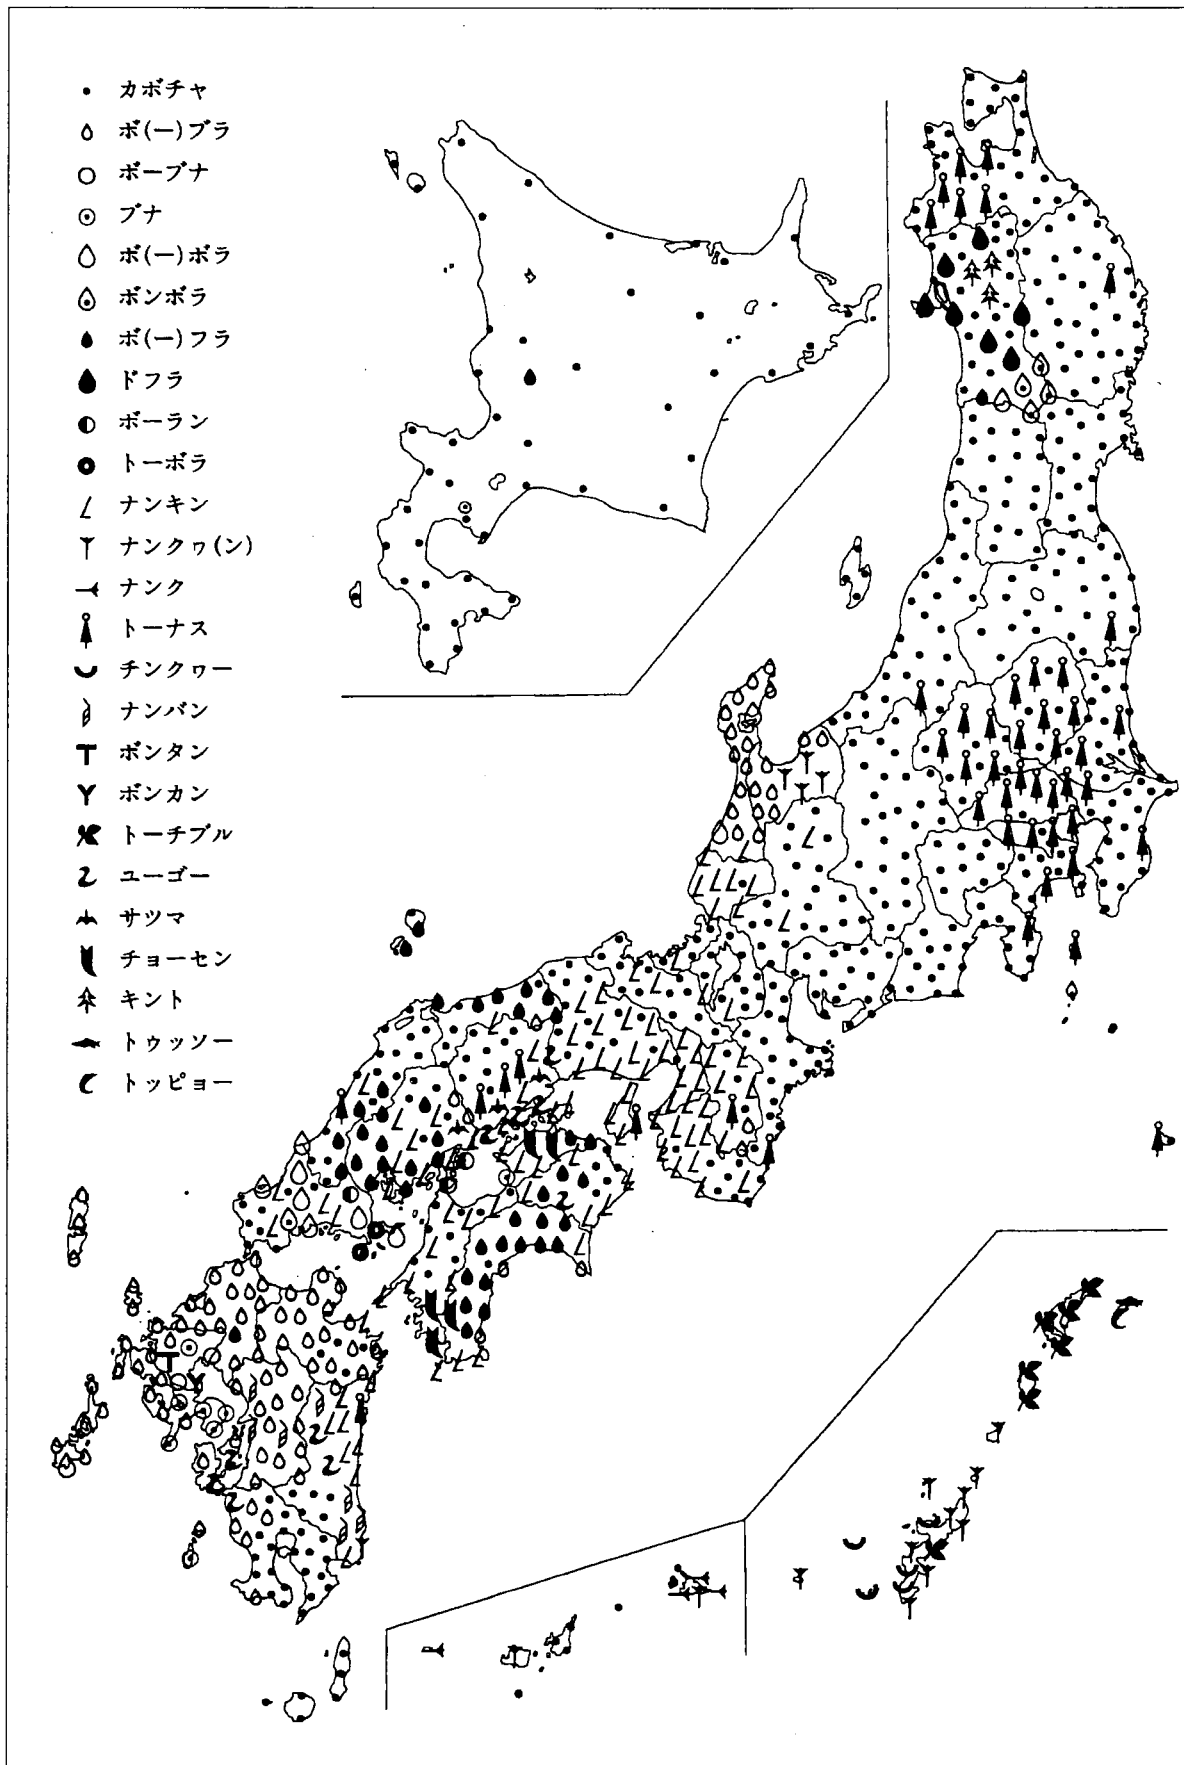 カボチャ
ボ(ー)ブラ
ボーブナ
ブナ
ボ(ー)ボラ
ボンボラ
ボ(ー)フラ
ドフラ
ボーラン
トーボラ
ナンキン
ナンクヮ(ン)
ナンク
トーナス
チンクヮー
ナンバン
ボンタン
ボンカン
トーチブル
ユーゴー
サツマ
チョーセン
キント
トゥッソー
トッピョー